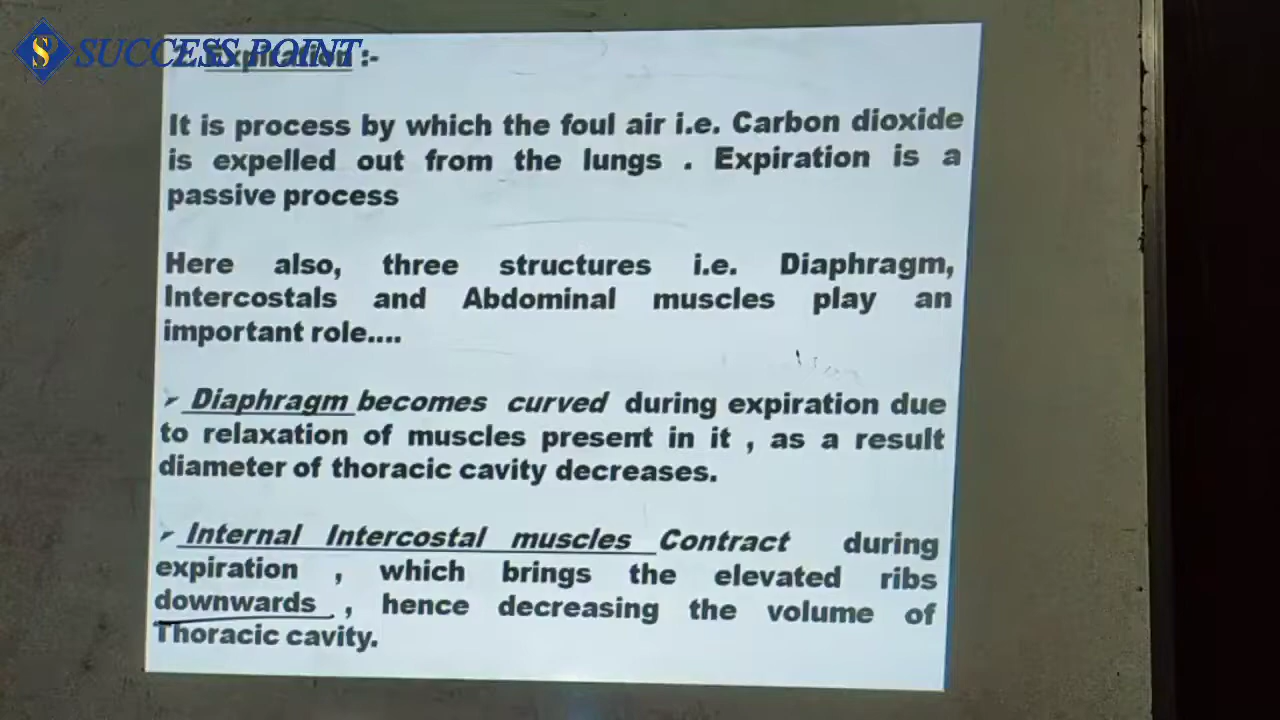 SUCCESS POINT
Expiration :-
It is process by which the foul air i.e. Carbon dioxide
is expelled out from the lungs . Expiration is a
passive process
Here also, three structures i.e. Diaphragm,
Intercostals and Abdominal muscles play an
important role....
➢ Diaphragm becomes curved during expiration due
to relaxation of muscles present in it , as a result
diameter of thoracic cavity decreases.
➢ Internal Intercostal muscles Contract during
expiration , which brings the elevated ribs
downwards , hence decreasing the volume of
Thoracic cavity.